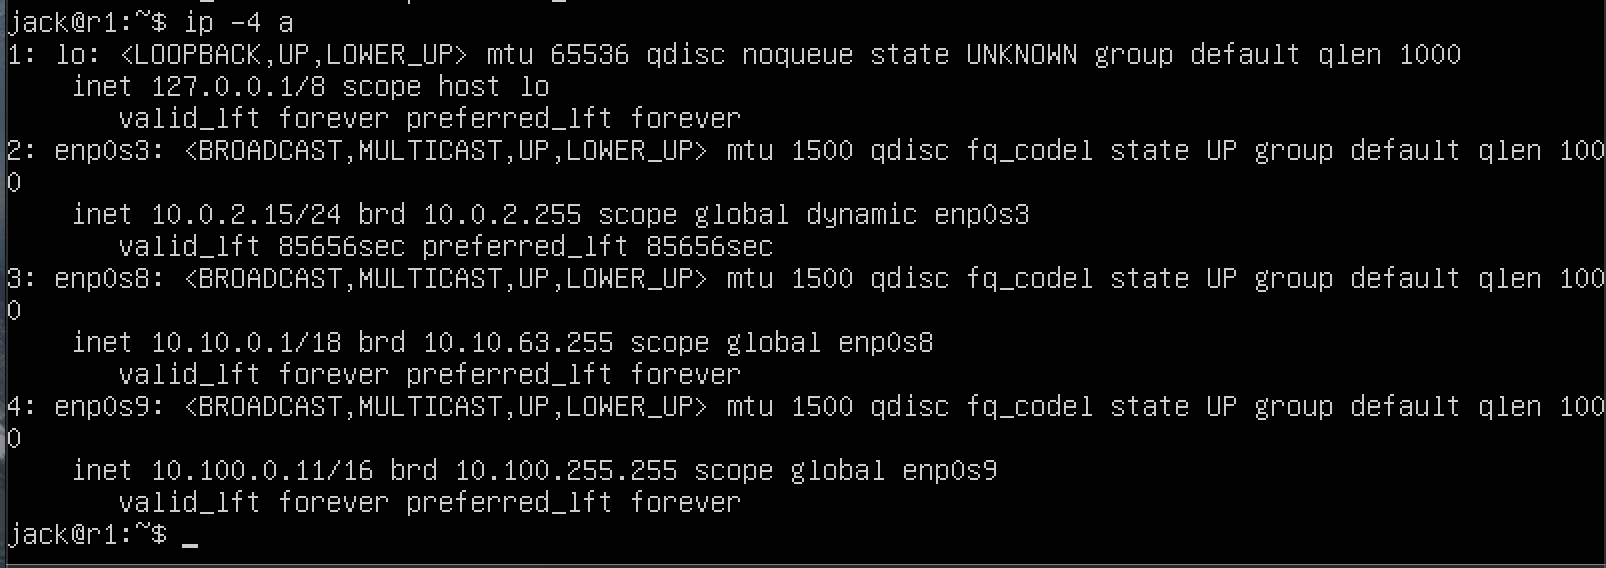 jack@r1:~$ ip -4 a
1: lo: <LOOPBACK,UP,LOWER_UP> mtu 65536 qdisc noqueue state UNKNOWN group default qlen 1000
    inet 127.0.0.1/8 scope host lo
       valid_lft forever preferred_lft forever
2: enp0s3: <BROADCAST,MULTICAST,UP,LOWER_UP> mtu 1500 qdisc fq_codel state UP group default qlen 100
0
    inet 10.0.2.15/24 brd 10.0.2.255 scope global dynamic enp0s3
       valid_lft 85656sec preferred_lft 85656sec
3: enp0s8: <BROADCAST,MULTICAST,UP,LOWER_UP> mtu 1500 qdisc fq_codel state UP group default qlen 100
0
    inet 10.10.0.1/18 brd 10.10.63.255 scope global enp0s8
       valid_lft forever preferred_lft forever
4: enp0s9: <BROADCAST,MULTICAST,UP,LOWER_UP> mtu 1500 qdisc fq_codel state UP group default qlen 100
0
    inet 10.100.0.11/16 brd 10.100.255.255 scope global enp0s9
       valid_lft forever preferred_lft forever
jack@r1:~$ _